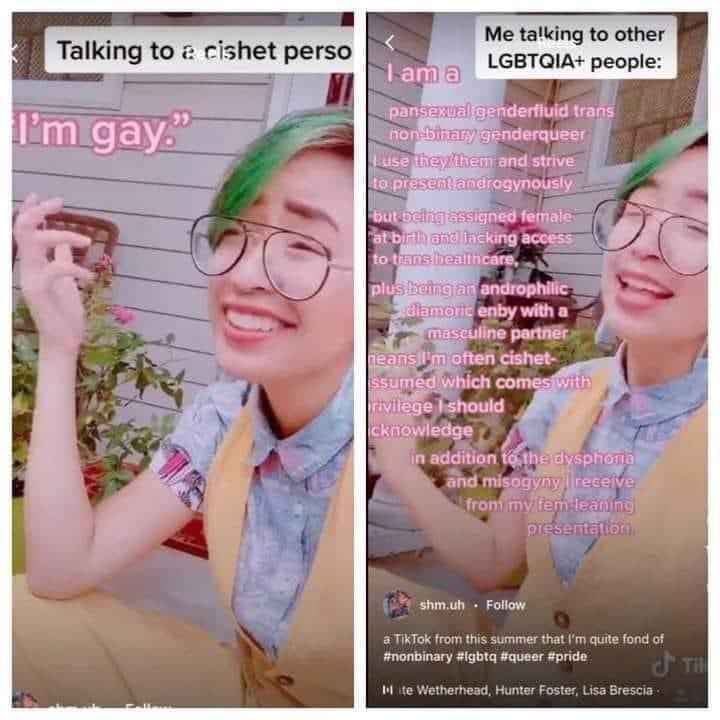 Talking to a cishet perso
I'm gay."
Me talking to other
LGBTQIA+ people:
I am a
pansexual genderfluid trans
non-binary genderqueer
I use they/them and strive
to present androgynously
but being assigned female
at birth and lacking access
to trans healthcare,
plus being an androphilic
diamoric enby with a
masculine partner
means I'm often cishet-
assumed which comes with
privilege I should
acknowledge
in addition to the dysphoria
and misogyny I receive
from my fem-leaning
presentation.
shm.uh · Follow
a TikTok from this summer that I'm quite fond of
#nonbinary #lgbtq #queer #pride
te Wetherhead, Hunter Foster, Lisa Brescia ·
shm.uh Follow